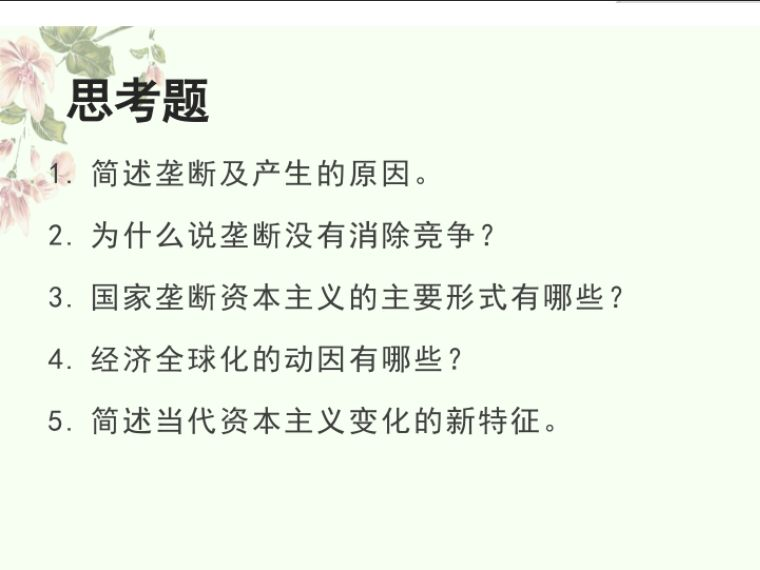 思考题
1. 简述垄断及产生的原因。
2. 为什么说垄断没有消除竞争？
3. 国家垄断资本主义的主要形式有哪些？
4. 经济全球化的动因有哪些？
5. 简述当代资本主义变化的新特征。